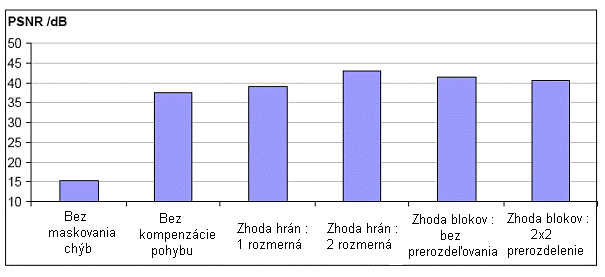 PSNR /dB
50
45
40
35
30
25
20
15
10
Bez
maskovania
chýb
Bez
kompenzácie
pohybu
Zhoda hrán :
1 rozmerná
Zhoda hrán :
2 rozmerná
Zhoda blokov :
bez
prerozdeľovania
Zhoda blokov :
2x2
prerozdelenie